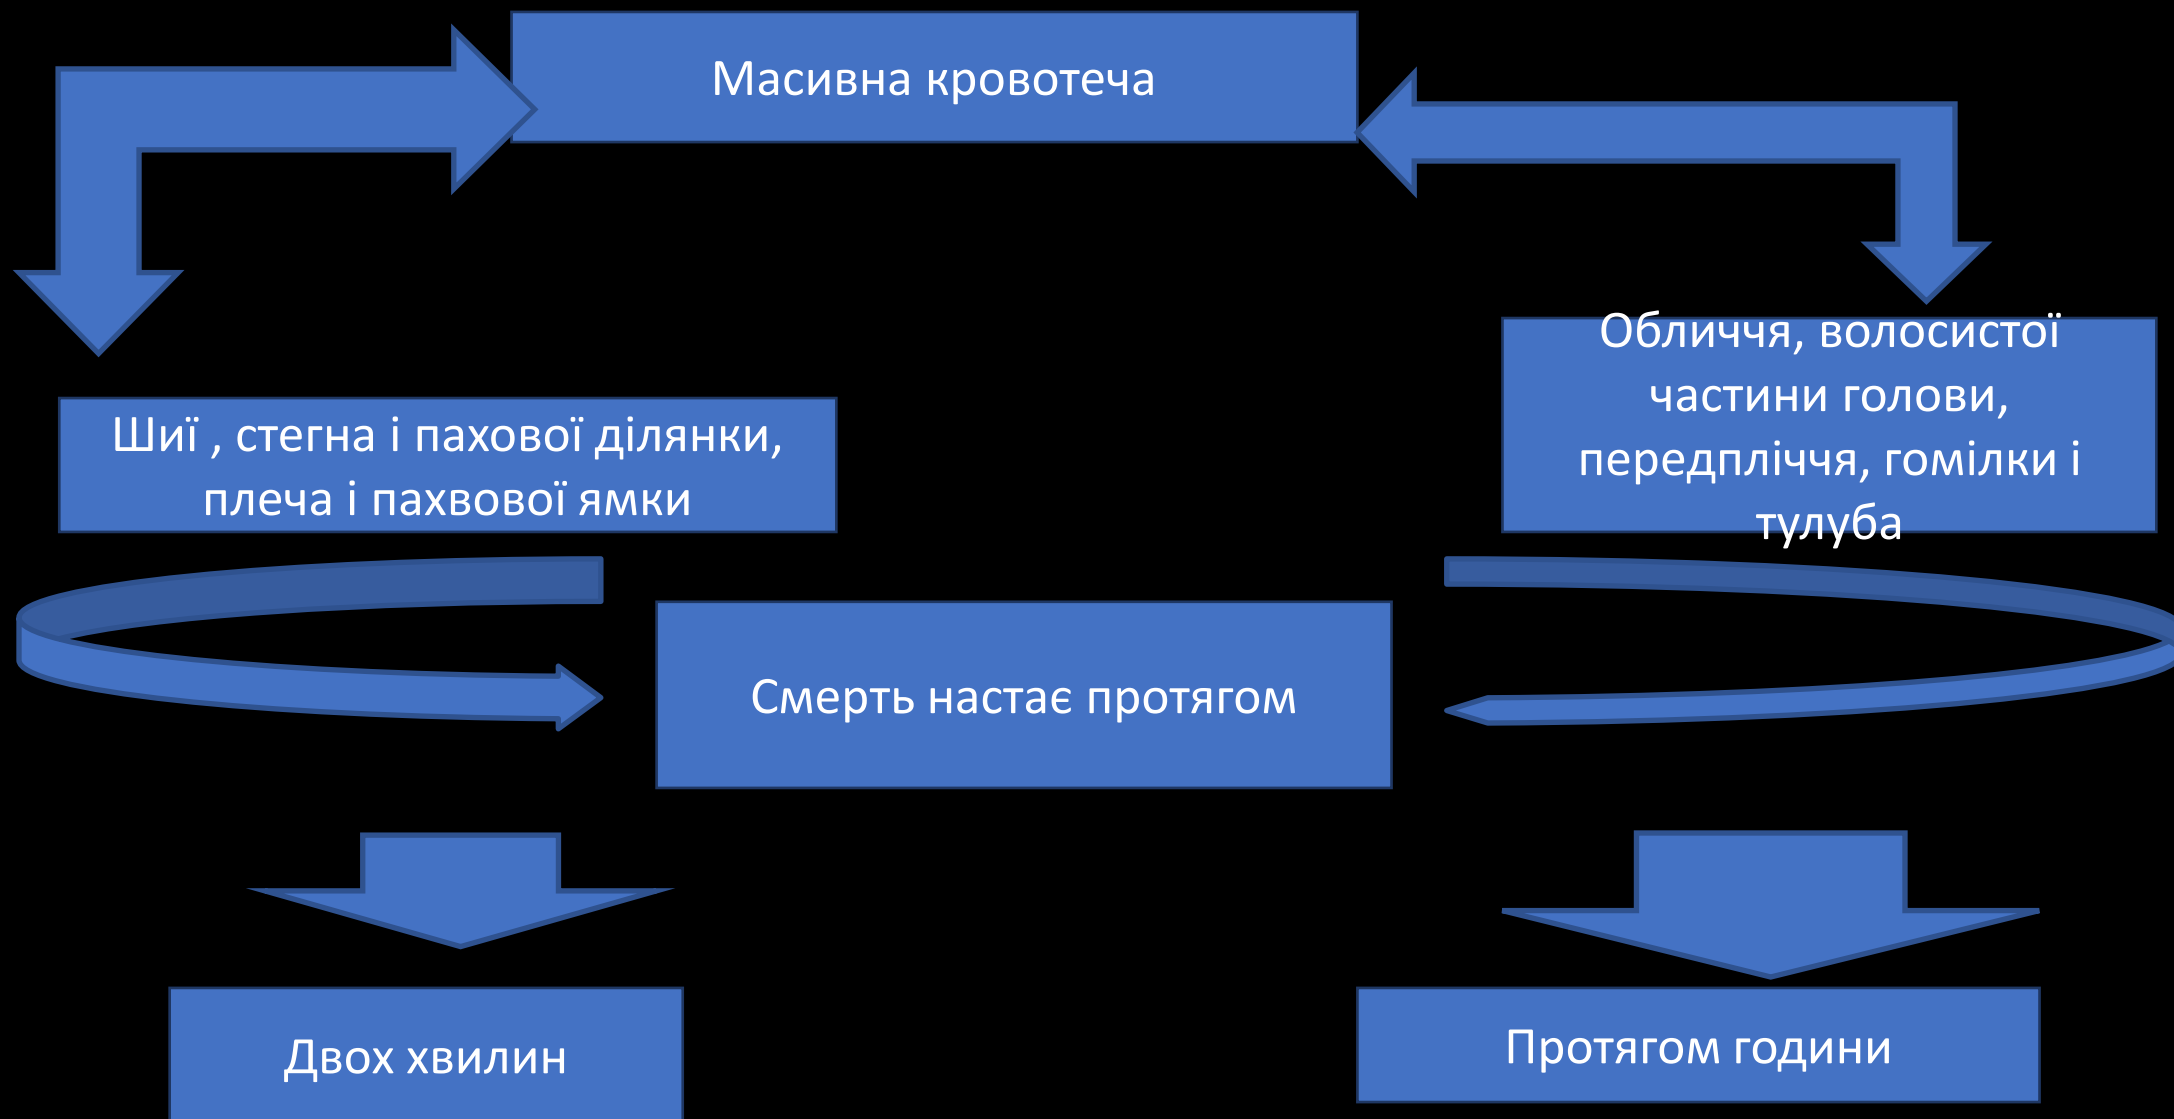 Масивна кровотеча
Шиї , стегна і пахової ділянки,
плеча і пахвової ямки
Обличчя, волосистої
частини голови,
передпліччя, гомілки і
тулуба
Смерть настає протягом
Двох хвилин
Протягом години